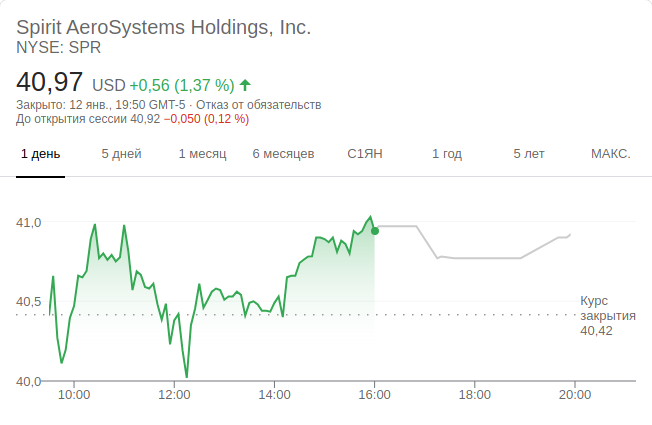 Spirit AeroSystems Holdings, Inc.
NYSE: SPR
40,97 USD +0,56 (1,37 %)
Закрыто: 12 янв., 19:50 GMT-5 · Отказ от обязательств
До открытия сессии 40,92 −0,050 (0,12 %)
1 день 5 дней 1 месяц 6 месяцев С1ЯН 1 год 5 лет МАКС.
41,0
40,5
Курс
закрытия
40,42
40,0
10:00 12:00 14:00 16:00 18:00 20:00